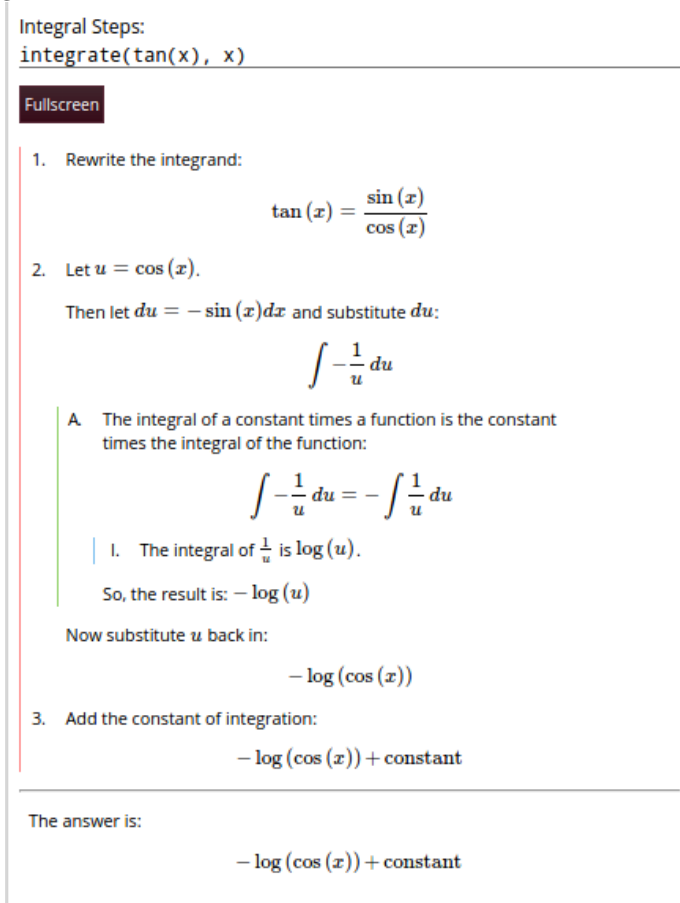 Integral Steps:
integrate(tan(x), x)
Fullscreen
1. Rewrite the integrand:
tan (x) = sin (x) / cos (x)
2. Let u = cos (x).
Then let du = − sin (x)dx and substitute du:
∫ −1/u du
A. The integral of a constant times a function is the constant
times the integral of the function:
∫ −1/u du = − ∫ 1/u du
I. The integral of 1/u is log (u).
So, the result is: − log (u)
Now substitute u back in:
− log (cos (x))
3. Add the constant of integration:
− log (cos (x)) + constant
The answer is:
− log (cos (x)) + constant